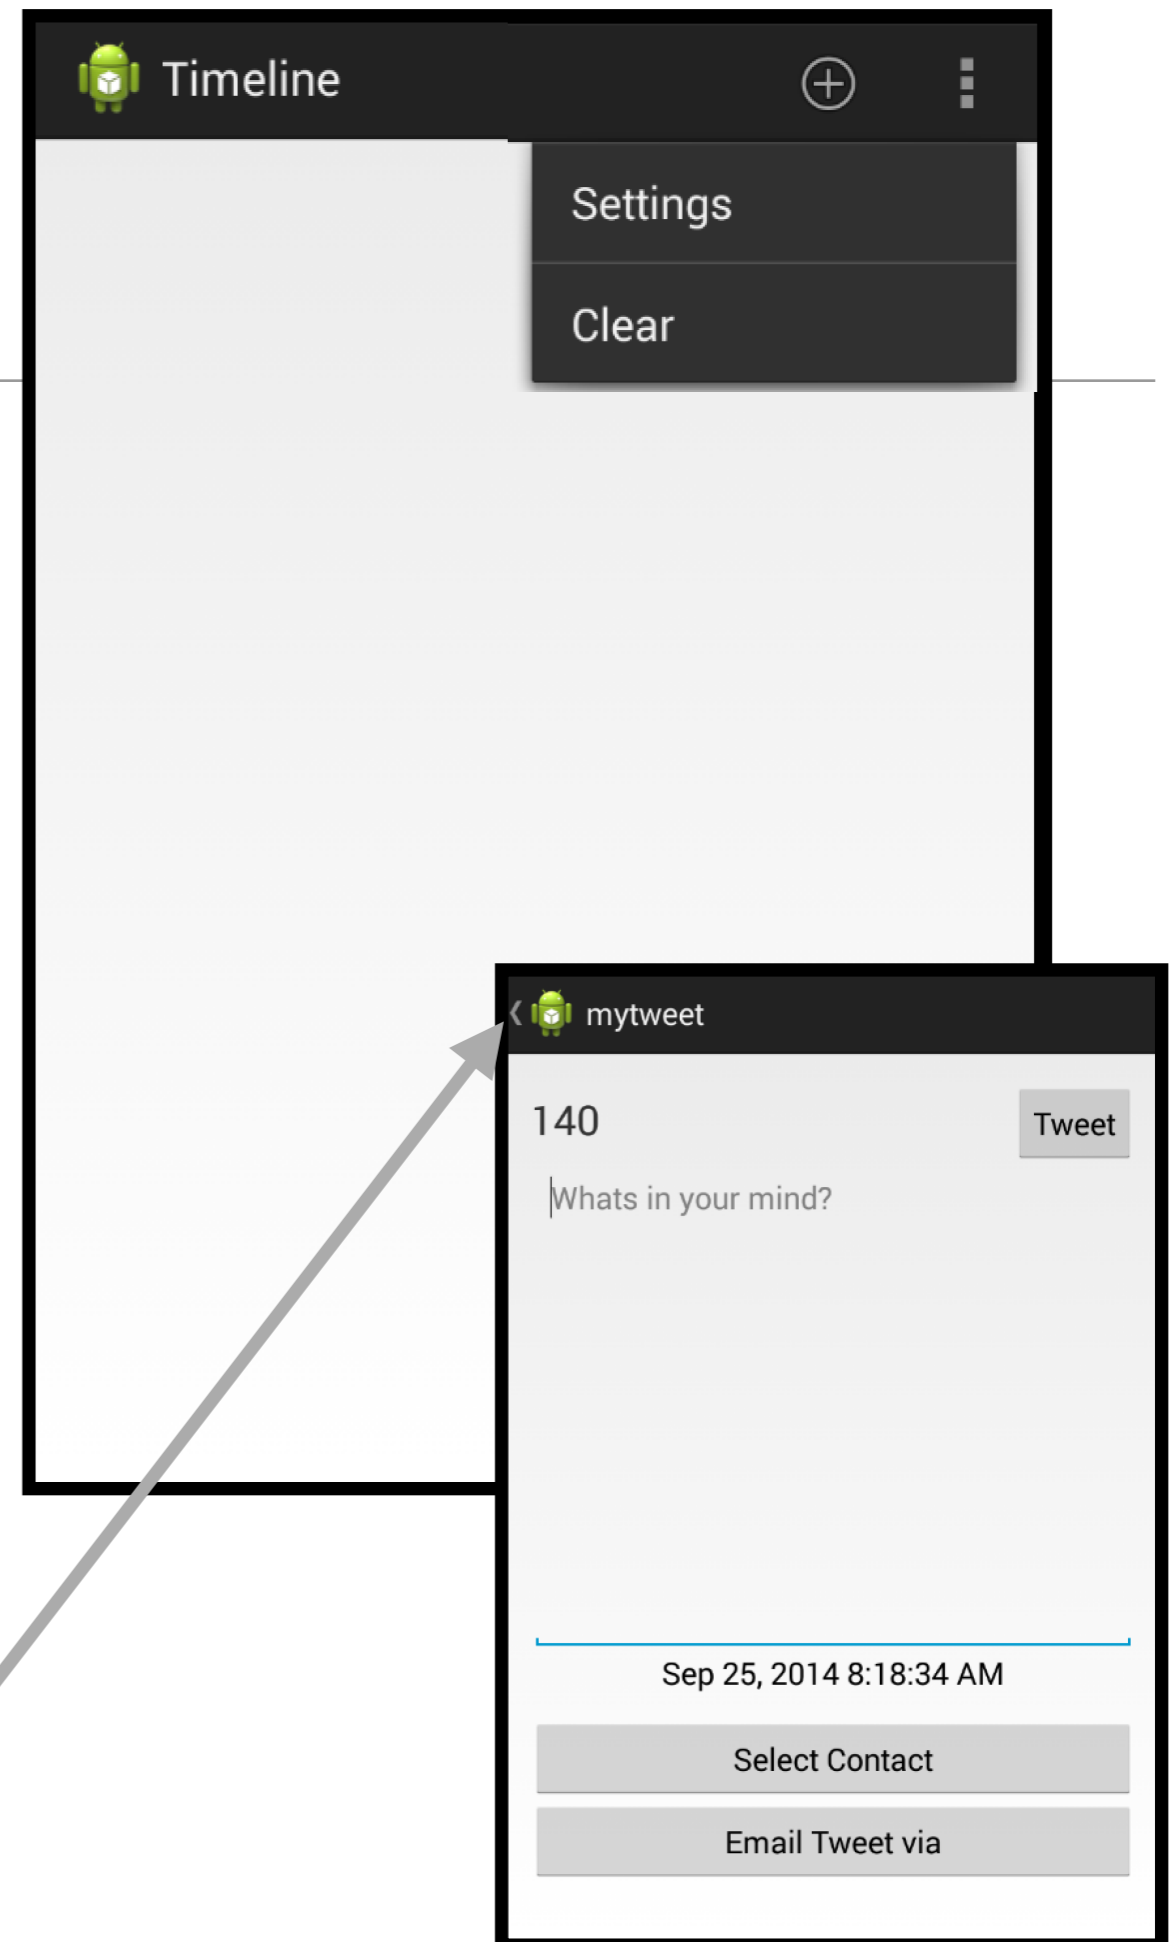 Timeline
Settings
Clear
mytweet
140
Tweet
Whats in your mind?
Sep 25, 2014 8:18:34 AM
Select Contact
Email Tweet via